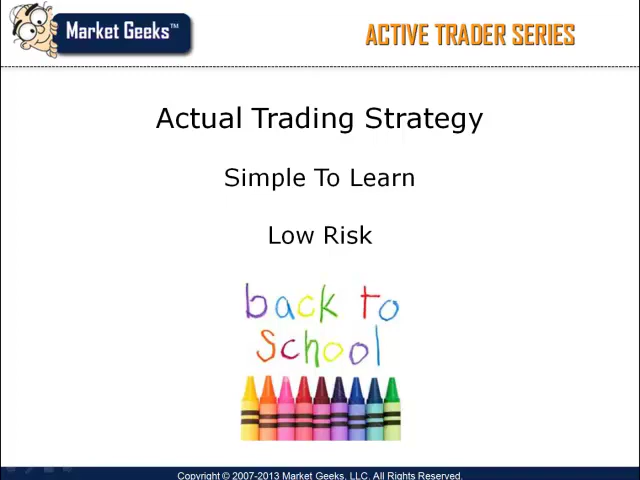 Market Geeks™
ACTIVE TRADER SERIES
Actual Trading Strategy
Simple To Learn
Low Risk
back to
School
Copyright © 2007-2013 Market Geeks, LLC. All Rights Reserved.